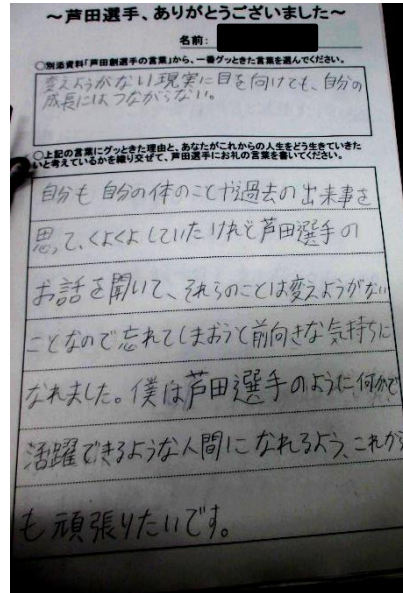 ～芦田選手、ありがとうございました～
名前:
○別添資料「芦田創選手の言葉」から、一番グッときた言葉を選んでください。
変えようがない現実に目を向けても、自分の
成長にはつながらない。
○上記の言葉にグッときた理由と、あなたがこれからの人生をどう生きていきた
いと考えているかを織り交ぜて、芦田選手にお礼の言葉を書いてください。
自分も自分の体のことや過去の出来事を
思って、くよくよしていたけれど芦田選手の
お話を聞いて、それらのことは変えようがない
ことなので忘れてしまおうと前向きな気持ちに
なれました。僕は芦田選手のように何かで
活躍できるような人間になれるよう、これから
も頑張りたいです。